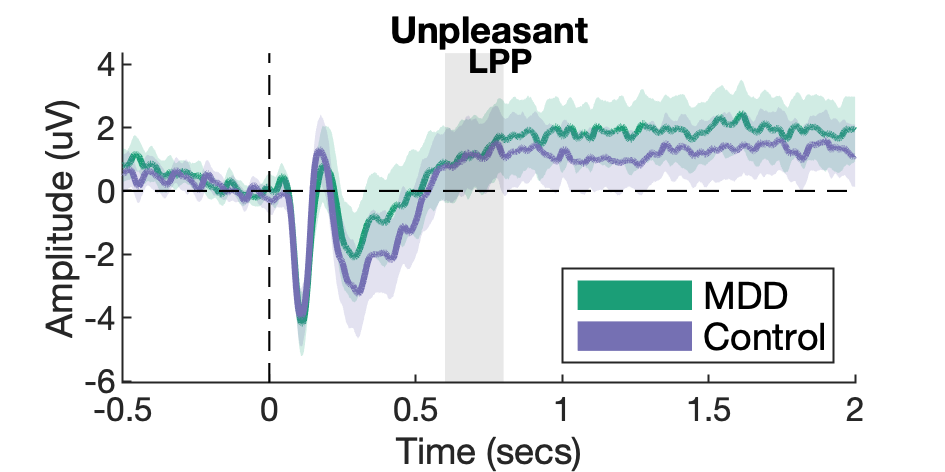 Unpleasant
LPP
4
2
0
-2
-4
-6
Amplitude (uV)
MDD
Control
-0.5 0 0.5 1 1.5 2
Time (secs)